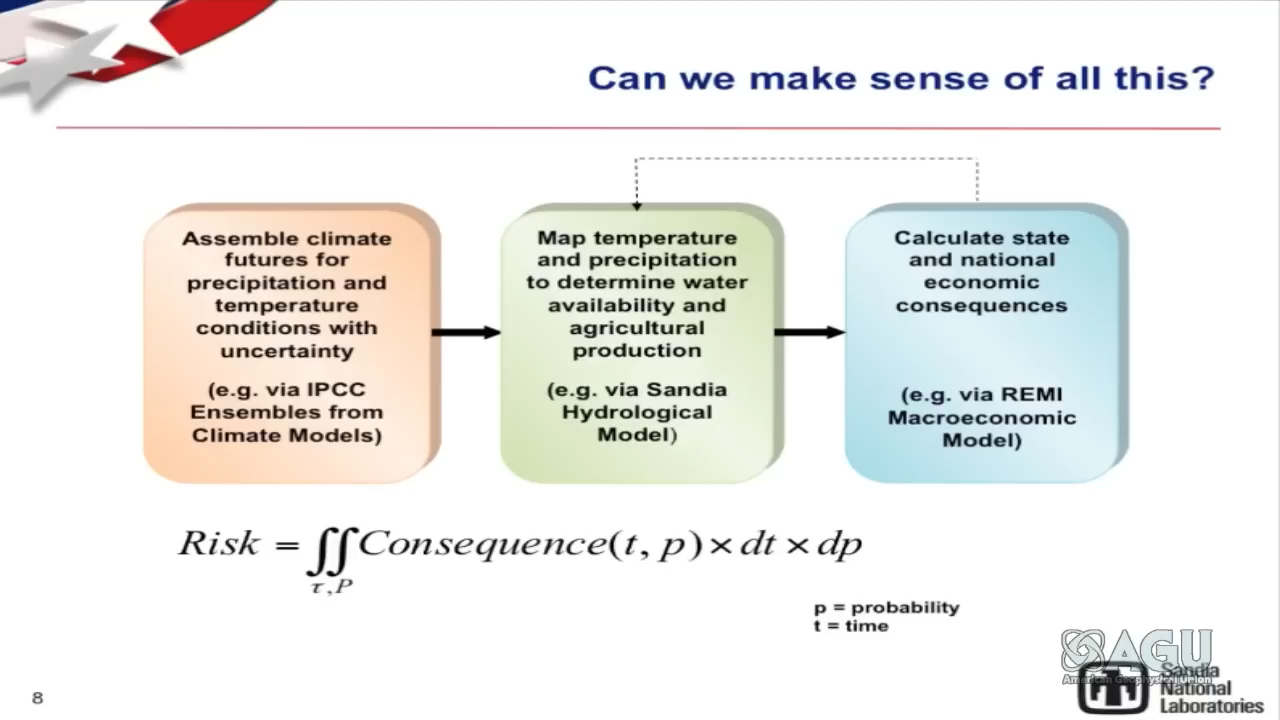 Can we make sense of all this?
Assemble climate
futures for
precipitation and
temperature
conditions with
uncertainty
(e.g. via IPCC
Ensembles from
Climate Models)
Map temperature
and precipitation
to determine water
availability and
agricultural
production
(e.g. via Sandia
Hydrological
Model)
Calculate state
and national
economic
consequences
(e.g. via REMI
Macroeconomic
Model)
Risk = ∬ Consequence(t, p) × dt × dp
τ, P
p = probability
t = time
AGU
American Geophysical Union
Sandia
National
Laboratories
8